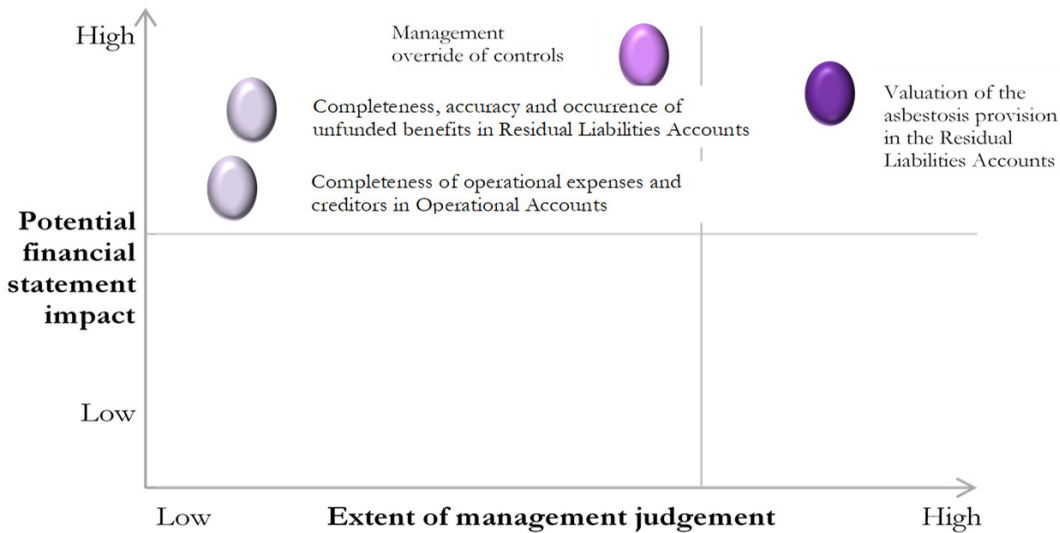 High
Management
override of controls
Completeness, accuracy and occurrence of
unfunded benefits in Residual Liabilities Accounts
Valuation of the
asbestosis provision
in the Residual
Liabilities Accounts
Completeness of operational expenses and
creditors in Operational Accounts
Potential
financial
statement
impact
Low
Low
Extent of management judgement
High